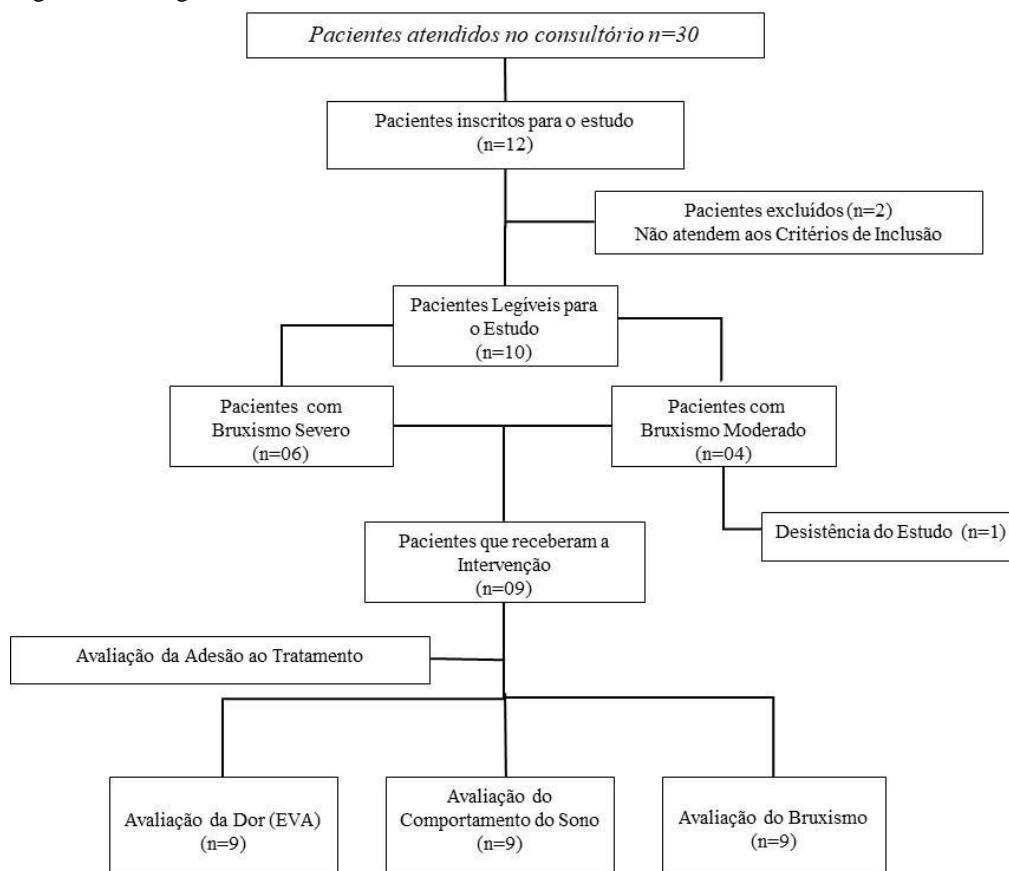 Pacientes atendidos no consultório n=30
Pacientes inscritos para o estudo
(n=12)
Pacientes excluídos (n=2)
Não atendem aos Critérios de Inclusão
Pacientes Legíveis para
o Estudo
(n=10)
Pacientes com
Bruxismo Severo
(n=06)
Pacientes com
Bruxismo Moderado
(n=04)
Desistência do Estudo (n=1)
Pacientes que receberam a
Intervenção
(n=09)
Avaliação da Adesão ao Tratamento
Avaliação da Dor (EVA)
(n=9)
Avaliação do
Comportamento do Sono
(n=9)
Avaliação do Bruxismo
(n=9)